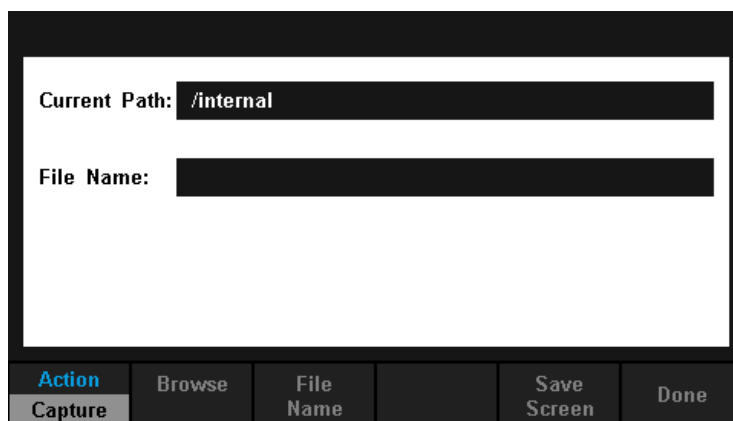 Current Path: /internal
File Name:
Action
Capture
Browse
File
Name
Save
Screen
Done